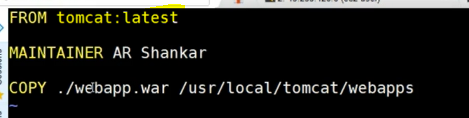 FROM tomcat:latest
MAINTAINER AR Shankar
COPY ./webapp.war /usr/local/tomcat/webapps
~